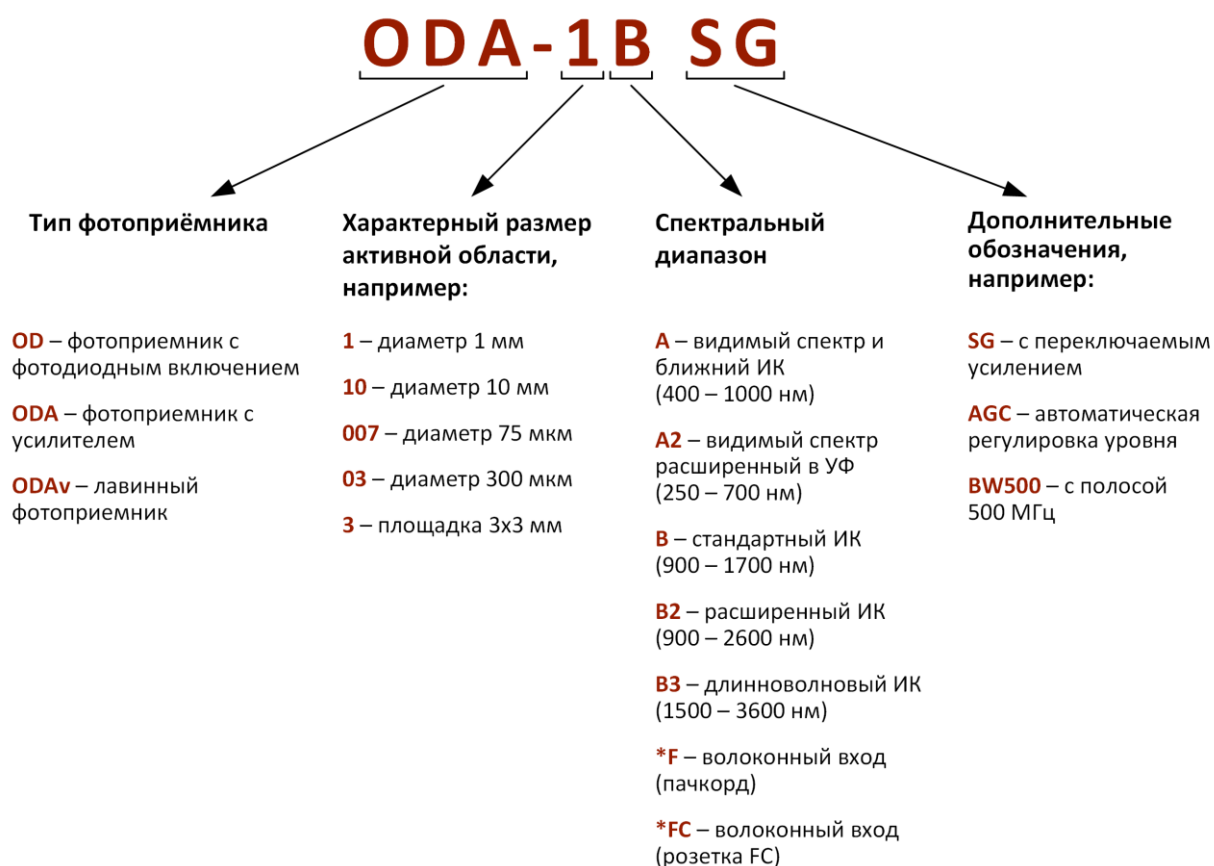 ODA-1B SG
Тип фотоприёмника
OD – фотоприемник с
фотодиодным включением
ODA – фотоприемник с
усилителем
ODAv – лавинный
фотоприемник
Характерный размер
активной области,
например:
1 – диаметр 1 мм
10 – диаметр 10 мм
007 – диаметр 75 мкм
03 – диаметр 300 мкм
3 – площадка 3х3 мм
Спектральный
диапазон
A – видимый спектр и
ближний ИК
(400 – 1000 нм)
A2 – видимый спектр
расширенный в УФ
(250 – 700 нм)
B – стандартный ИК
(900 – 1700 нм)
B2 – расширенный ИК
(900 – 2600 нм)
B3 – длинноволновый ИК
(1500 – 3600 нм)
*F – волоконный вход
(пачкорд)
*FC – волоконный вход
(розетка FC)
Дополнительные
обозначения,
например:
SG – с переключаемым
усилением
AGC – автоматическая
регулировка уровня
BW500 – с полосой
500 МГц